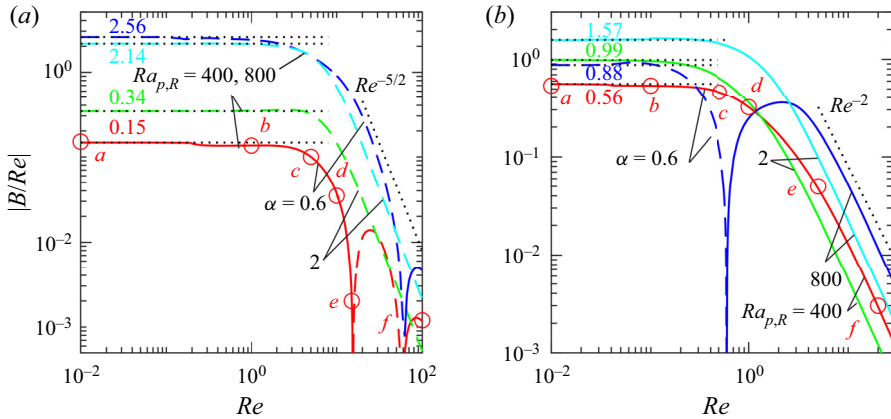 (a)
2.56
2.14
0.34
0.15
Ra_{p,R} = 400, 800
Re^{–5/2}
α = 0.6
2
a
b
c
d
e
f
10^0
10^{–2}
10^{–3}
|B/Re|
10^{–2}
10^0
10^2
Re
(b)
1.57
0.99
0.88
0.56
Re^{–2}
α = 0.6
2
800
Ra_{p,R} = 400
a
b
c
d
e
f
10^0
10^{–1}
10^{–2}
10^{–3}
10^{–2}
10^0
Re